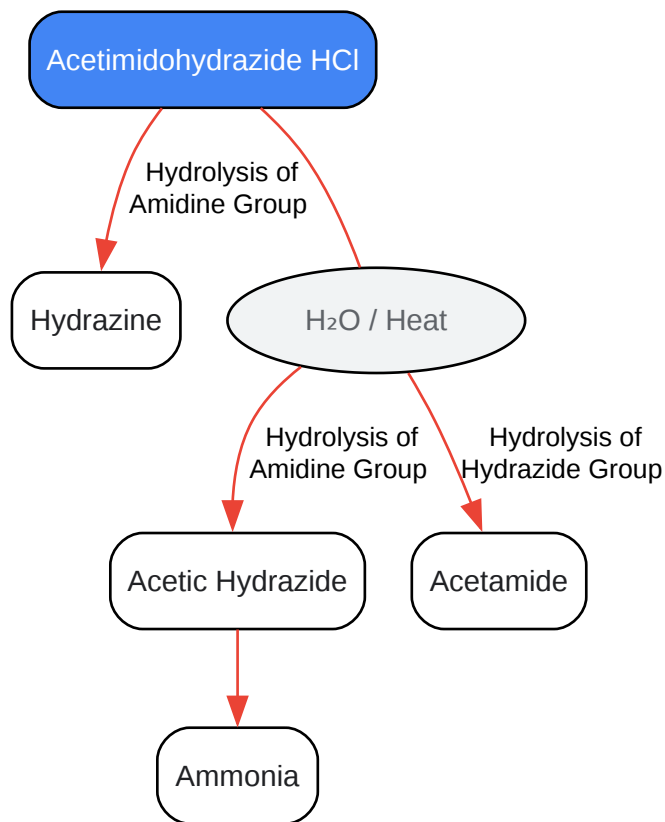 Acetimidohydrazide HCl
Hydrolysis of
Amidine Group
Hydrazine
H₂O / Heat
Hydrolysis of
Amidine Group
Hydrolysis of
Hydrazide Group
Acetic Hydrazide
Acetamide
Ammonia